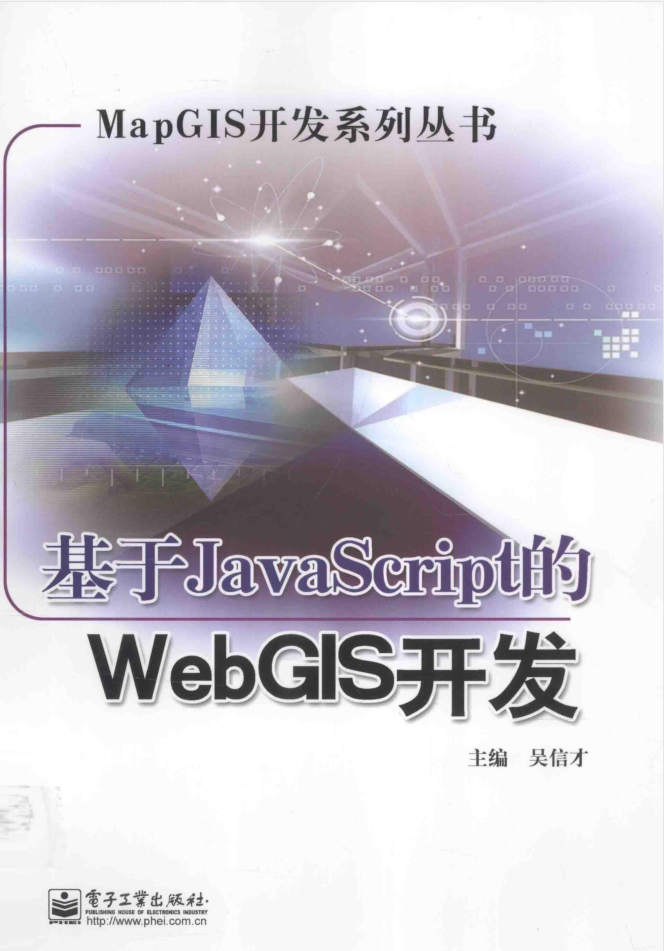 MapGIS开发系列丛书
基于JavaScript的
WebGIS开发
主编 吴信才
PHEI
電子工業出版社
PUBLISHING HOUSE OF ELECTRONICS INDUSTRY
http://www.phei.com.cn